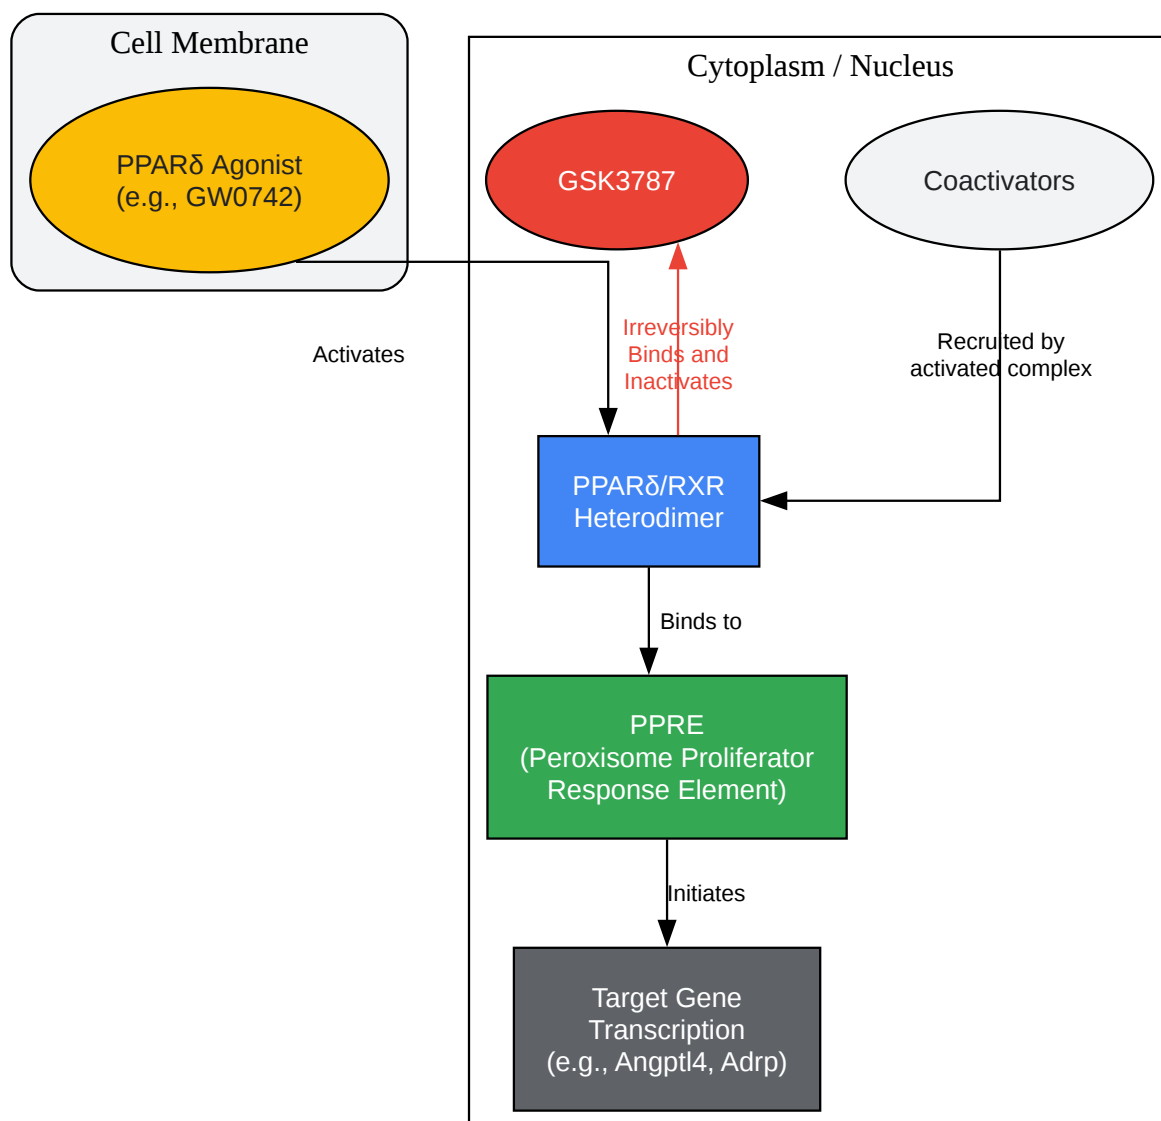 Cell Membrane
PPARδ Agonist
(e.g., GW0742)
Cytoplasm / Nucleus
GSK3787
Coactivators
Activates
Irreversibly
Binds and
Inactivates
Recruited by
activated complex
PPARδ/RXR
Heterodimer
Binds to
PPRE
(Peroxisome Proliferator
Response Element)
Initiates
Target Gene
Transcription
(e.g., Angptl4, Adrp)